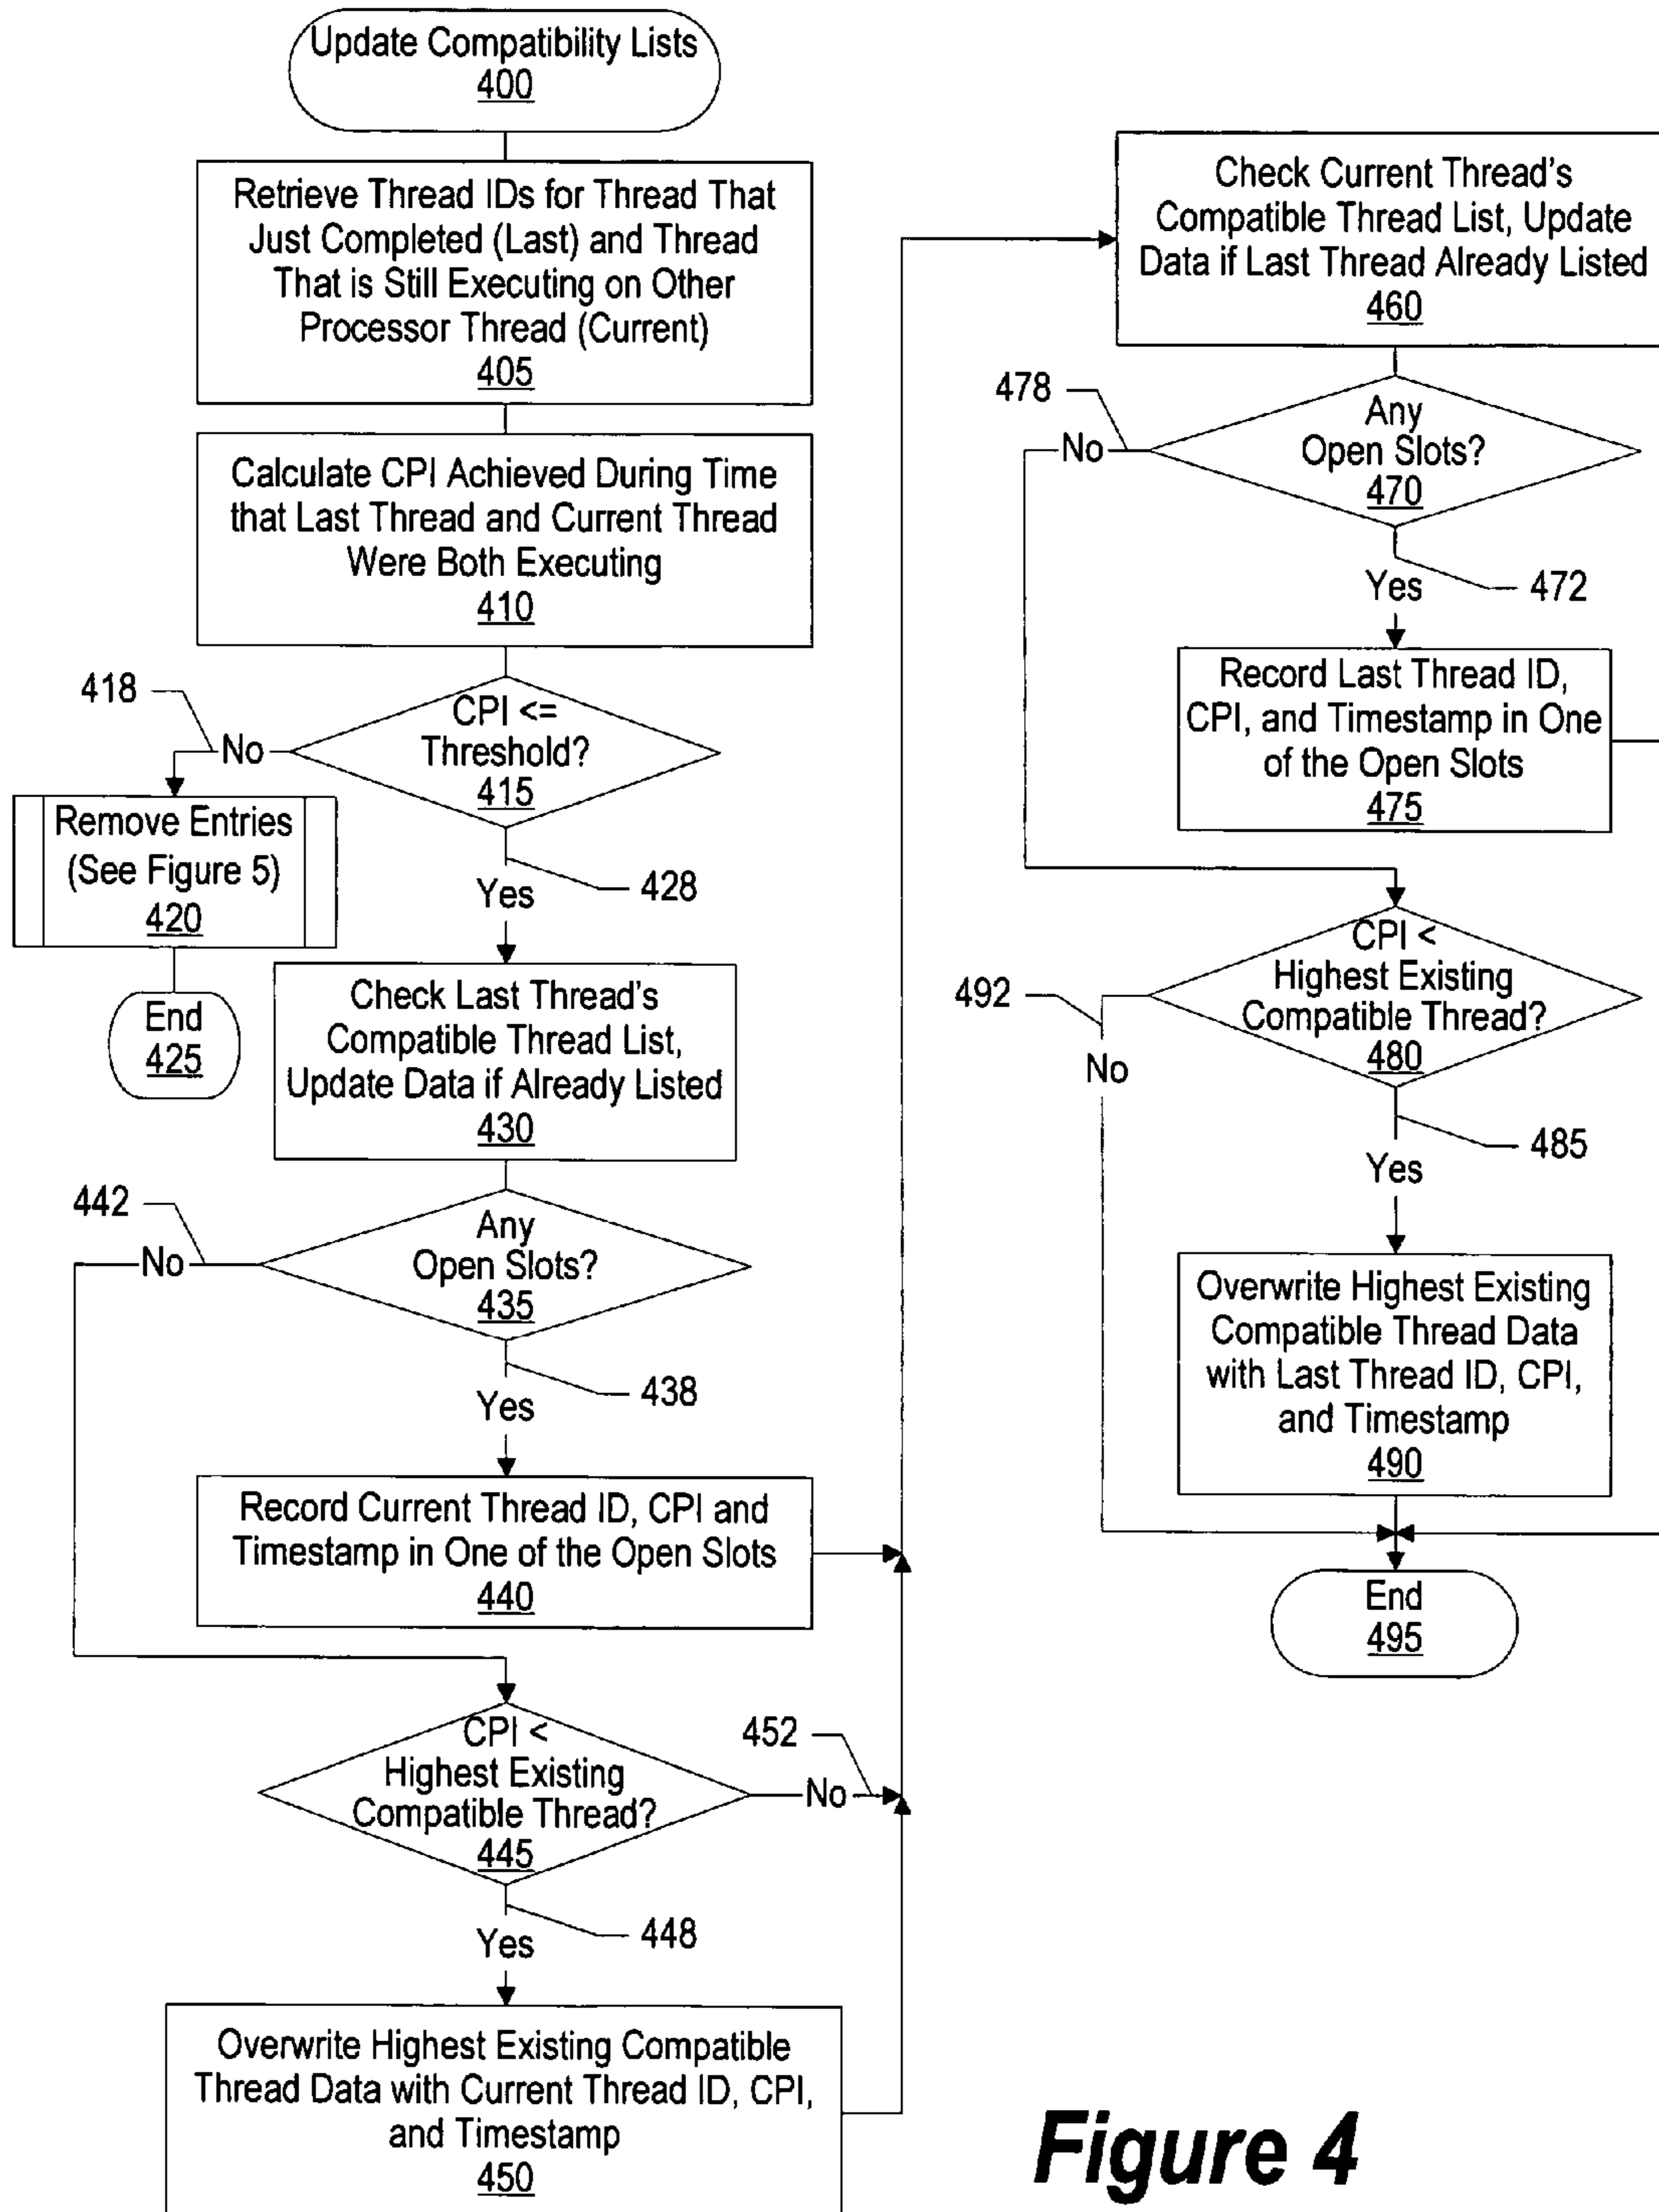 Update Compatibility Lists
400
Retrieve Thread IDs for Thread That
Just Completed (Last) and Thread
That is Still Executing on Other
Processor Thread (Current)
405
Calculate CPI Achieved During Time
that Last Thread and Current Thread
Were Both Executing
410
418
No
CPI <=
Threshold?
415
Remove Entries
(See Figure 5)
420
End
425
Yes
428
Check Last Thread's
Compatible Thread List,
Update Data if Already Listed
430
442
No
Any
Open Slots?
435
438
Yes
Record Current Thread ID, CPI and
Timestamp in One of the Open Slots
440
CPI <
Highest Existing
Compatible Thread?
445
452
No
448
Yes
Overwrite Highest Existing Compatible
Thread Data with Current Thread ID, CPI,
and Timestamp
450
Check Current Thread's
Compatible Thread List, Update
Data if Last Thread Already Listed
460
478
No
Any
Open Slots?
470
Yes
472
Record Last Thread ID,
CPI, and Timestamp in One
of the Open Slots
475
CPI <
Highest Existing
Compatible Thread?
480
492
No
485
Yes
Overwrite Highest Existing
Compatible Thread Data
with Last Thread ID, CPI,
and Timestamp
490
End
495
Figure 4